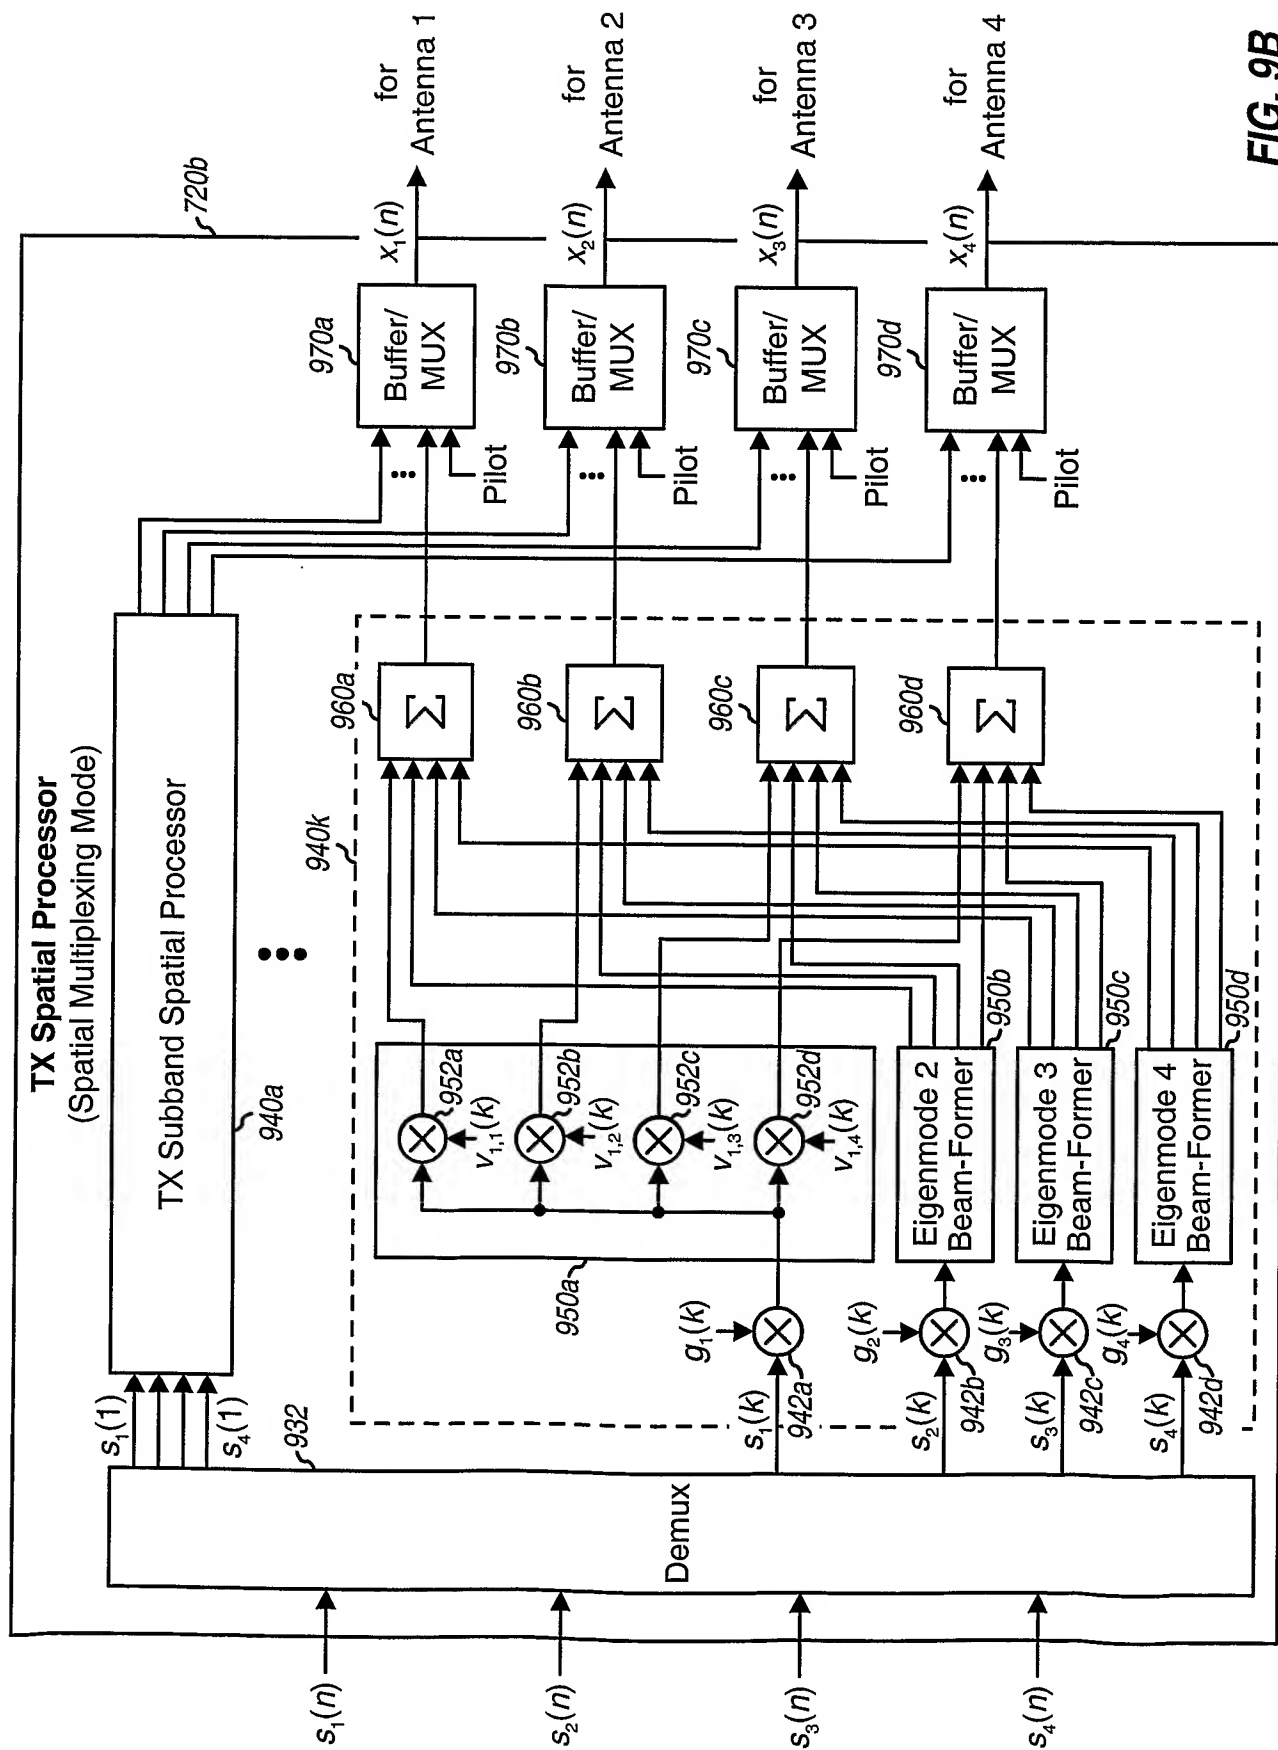 TX Spatial Processor
(Spatial Multiplexing Mode)
720b
s₁(n)
s₂(n)
s₃(n)
s₄(n)
Demux
932
s₁(1)
s₄(1)
TX Subband Spatial Processor
940a
•••
940k
s₁(k)
g₁(k)
942a
950a
v₁,₁(k)
952a
v₁,₂(k)
952b
v₁,₃(k)
952c
v₁,₄(k)
952d
s₂(k)
g₂(k)
942b
Eigenmode 2
Beam-Former
950b
s₃(k)
g₃(k)
942c
Eigenmode 3
Beam-Former
950c
s₄(k)
g₄(k)
942d
Eigenmode 4
Beam-Former
950d
960a
Σ
960b
Σ
960c
Σ
960d
Σ
•••
Pilot
970a
Buffer/
MUX
x₁(n)
for
Antenna 1
•••
Pilot
970b
Buffer/
MUX
x₂(n)
for
Antenna 2
•••
Pilot
970c
Buffer/
MUX
x₃(n)
for
Antenna 3
•••
Pilot
970d
Buffer/
MUX
x₄(n)
for
Antenna 4
FIG. 9B